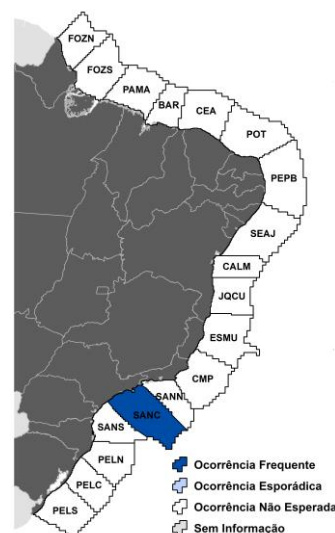 FOZN
FOZS
PAMA
BAR
CEA
POT
PEPB
SEAJ
CALM
JQCU
ESMU
CMP
SANN
SANC
SANS
PELN
PELC
PELS
Ocorrência Frequente
Ocorrência Esporádica
Ocorrência Não Esperada
Sem Informação